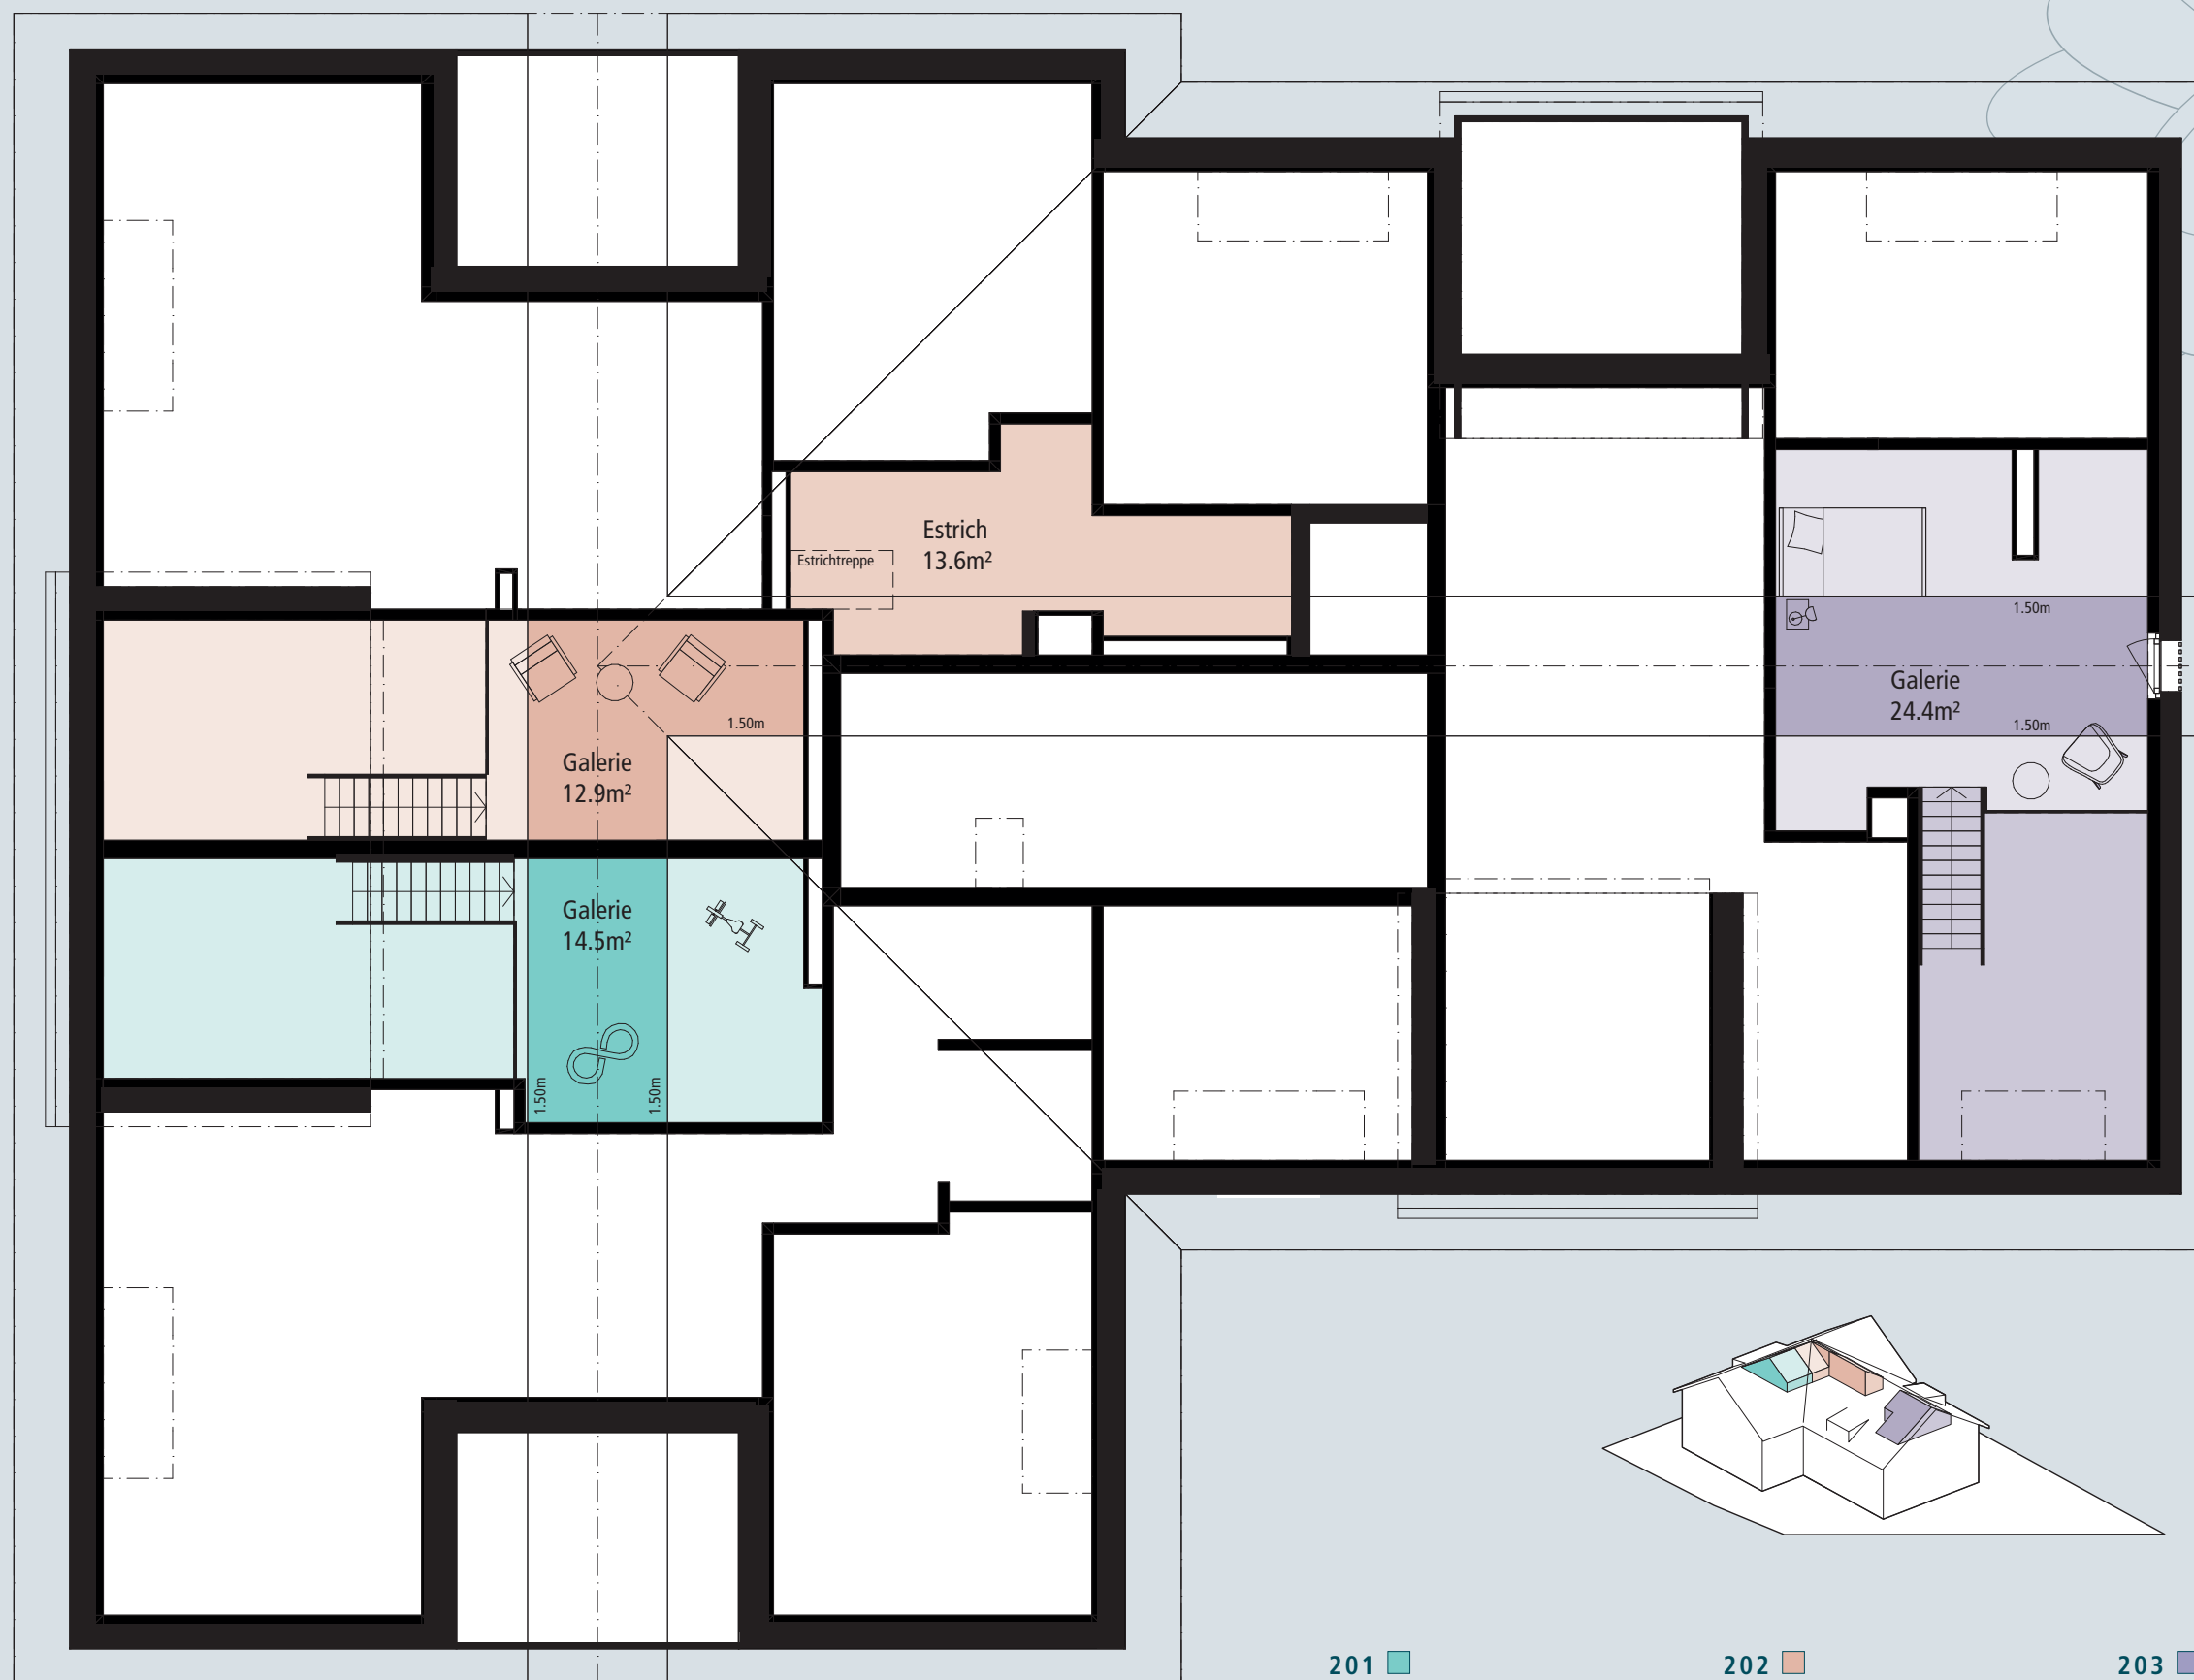 Estrich
13.6m²
Estrichtreppe
1.50m
Galerie
24.4m²
1.50m
1.50m
Galerie
12.9m²
Galerie
14.5m²
1.50m
1.50m
201
202
203